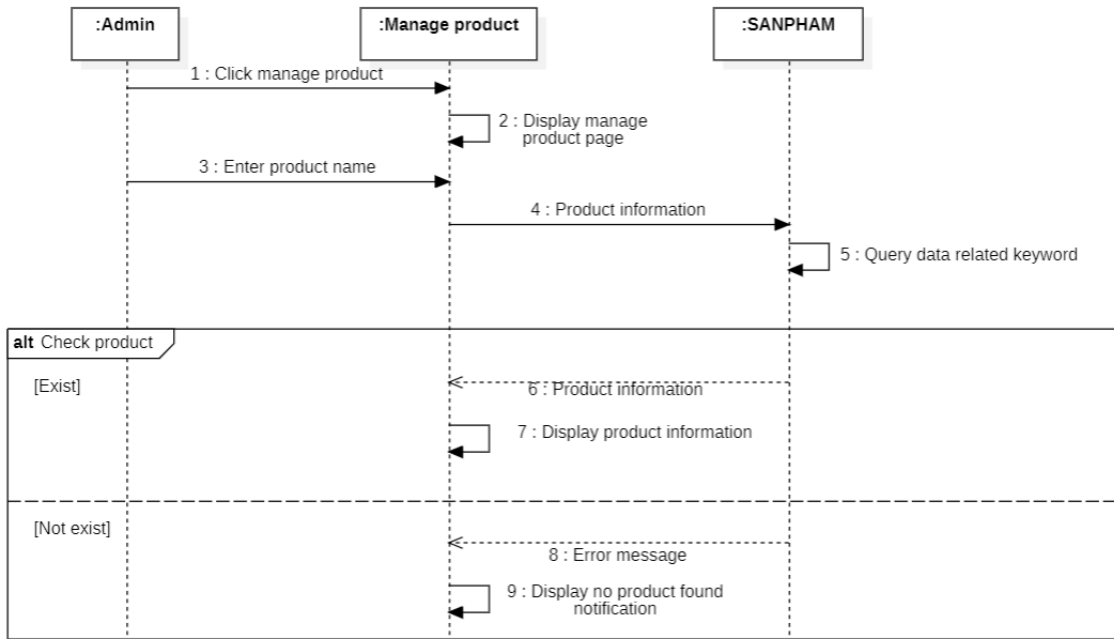 :Admin
:Manage product
:SANPHAM
1 : Click manage product
2 : Display manage
product page
3 : Enter product name
4 : Product information
5 : Query data related keyword
alt Check product
[Exist]
6 : Product information
7 : Display product information
[Not exist]
8 : Error message
9 : Display no product found
notification